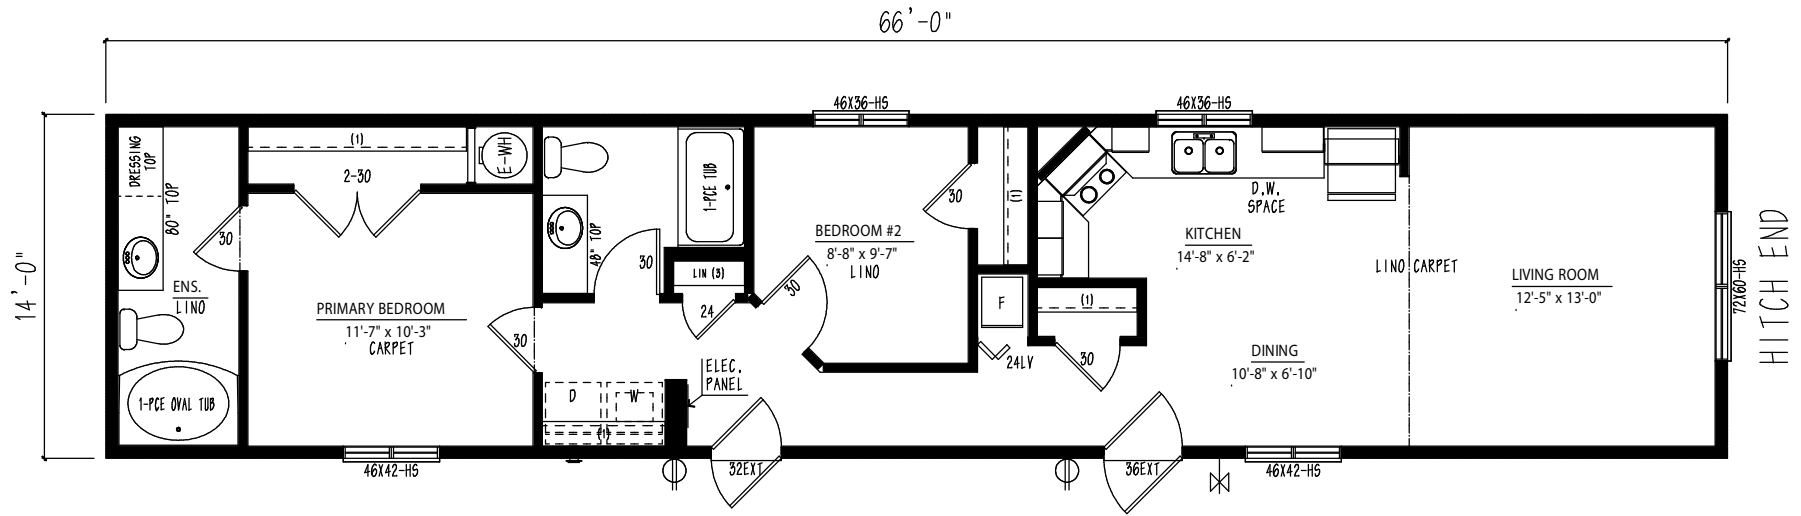 66'-0"
14'-0"
46X36-HS
46X36-HS
DRESSING
TOP
80" TOP
30
ENS.
LINO
1-PCE OVAL TUB
(1)
2-30
E-WH
PRIMARY BEDROOM
11'-7" x 10'-3"
CARPET
30
46X42-HS
48" TOP
30
1-PCE TUB
LIN (3)
24
D
W
(1)
ELEC.
PANEL
32EXT
BEDROOM #2
8'-8" x 9'-7"
LINO
30
30
(1)
F
24LV
(1)
30
KITCHEN
14'-8" x 6'-2"
D.W.
SPACE
DINING
10'-8" x 6'-10"
36EXT
46X42-HS
LINO CARPET
LIVING ROOM
12'-5" x 13'-0"
72X60-HS
HITCH END